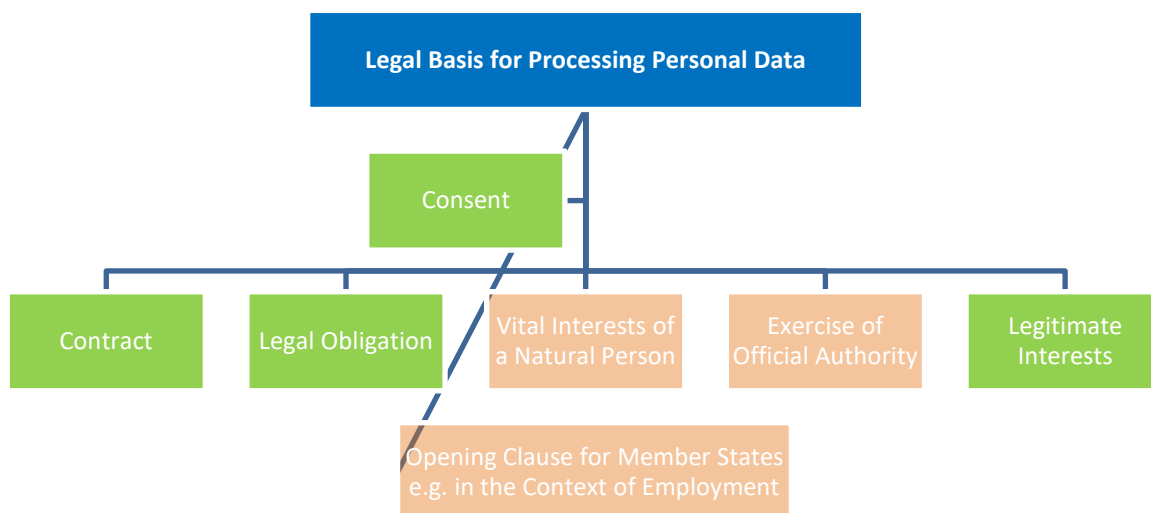 Legal Basis for Processing Personal Data
Consent
Contract
Legal Obligation
Vital Interests of
a Natural Person
Exercise of
Official Authority
Legitimate
Interests
Opening Clause for Member States
e.g. in the Context of Employment